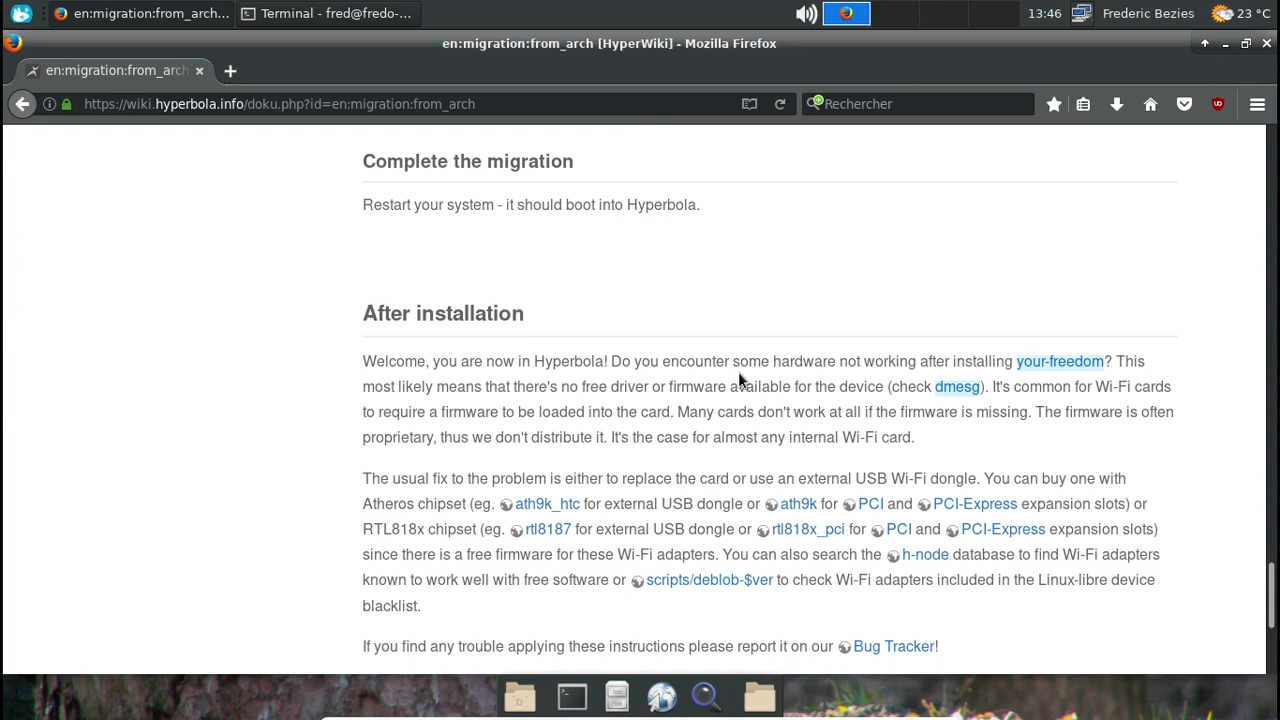 en:migration:from_arch...
Terminal - fred@fredo-...
13:46
Frederic Bezies
23 °C
en:migration:from_arch [HyperWiki] - Mozilla Firefox
en:migration:from_arch
https://wiki.hyperbola.info/doku.php?id=en:migration:from_arch
Rechercher
Complete the migration
Restart your system - it should boot into Hyperbola.
After installation
Welcome, you are now in Hyperbola! Do you encounter some hardware not working after installing your-freedom? This
most likely means that there's no free driver or firmware available for the device (check dmesg). It's common for Wi-Fi cards
to require a firmware to be loaded into the card. Many cards don't work at all if the firmware is missing. The firmware is often
proprietary, thus we don't distribute it. It's the case for almost any internal Wi-Fi card.
The usual fix to the problem is either to replace the card or use an external USB Wi-Fi dongle. You can buy one with
Atheros chipset (eg. ath9k_htc for external USB dongle or ath9k for PCI and PCI-Express expansion slots) or
RTL818x chipset (eg. rtl8187 for external USB dongle or rtl818x_pci for PCI and PCI-Express expansion slots)
since there is a free firmware for these Wi-Fi adapters. You can also search the h-node database to find Wi-Fi adapters
known to work well with free software or scripts/deblob-$ver to check Wi-Fi adapters included in the Linux-libre device
blacklist.
If you find any trouble applying these instructions please report it on our Bug Tracker!